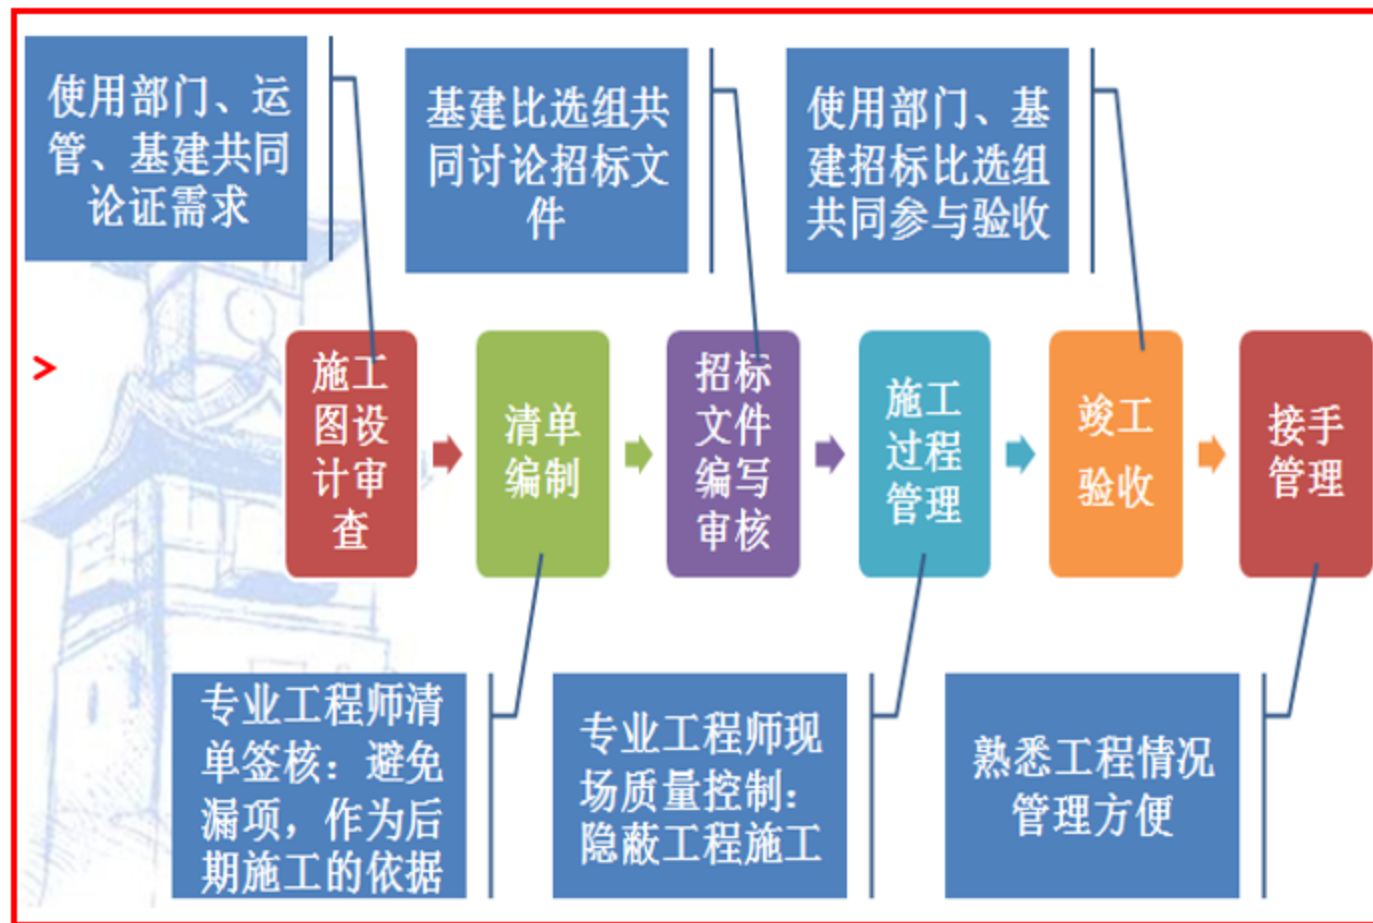 使用部门、运
管、基建共同
论证需求
基建比选组共
同讨论招标文
件
使用部门、基
建招标比选组
共同参与验收
施工
图设
计审
查
清单
编制
招标
文件
编写
审核
施工
过程
管理
竣工
验收
接手
管理
专业工程师清
单签核：避免
漏项，作为后
期施工的依据
专业工程师现
场质量控制：
隐蔽工程施工
熟悉工程情况
管理方便